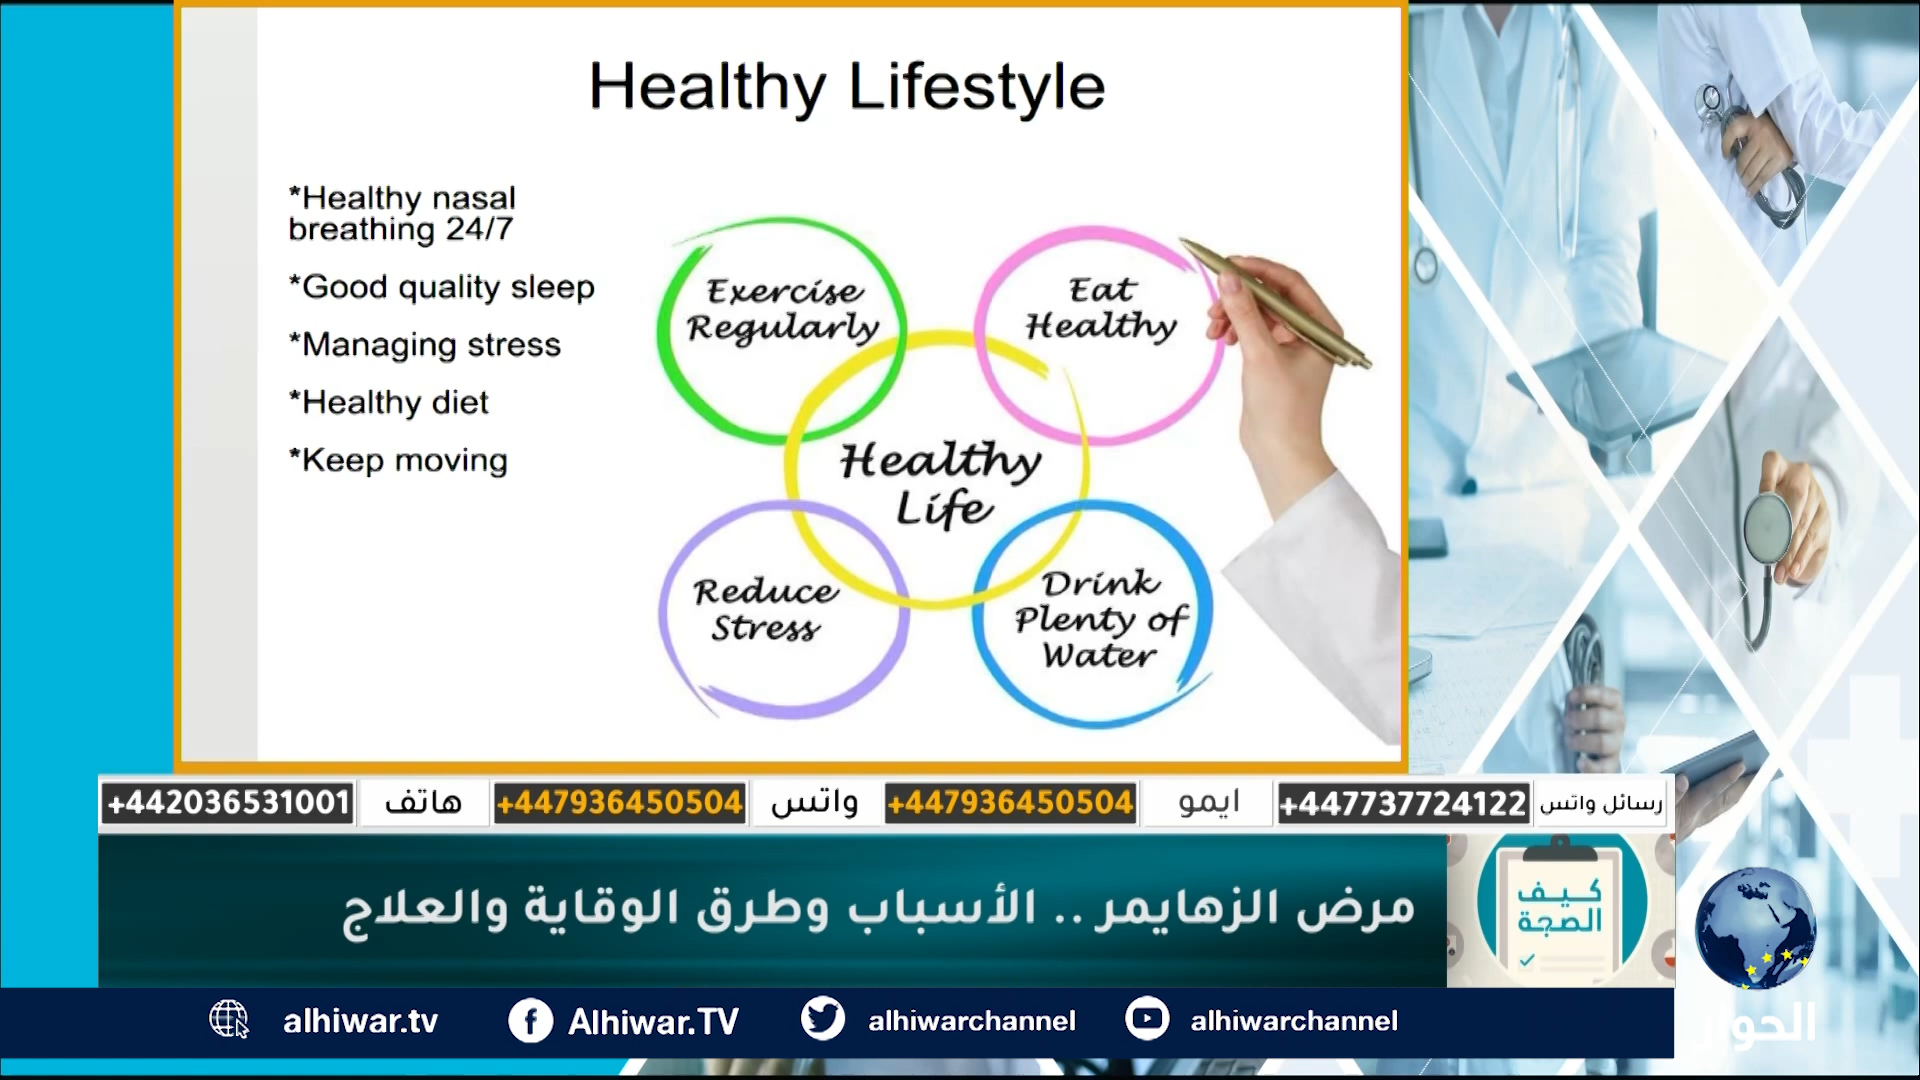 Healthy Lifestyle
*Healthy nasal
breathing 24/7
*Good quality sleep
*Managing stress
*Healthy diet
*Keep moving
Exercise
Regularly
Eat
Healthy
Healthy
Life
Reduce
Stress
Drink
Plenty of
Water
+442036531001 هاتف +447936450504 واتس +447936450504 ايمو +447737724122 رسائل واتس
مرض الزهايمر .. الأسباب وطرق الوقاية والعلاج
كيف
الصحة؟
alhiwar.tv Alhiwar.TV alhiwarchannel alhiwarchannel
الحوار